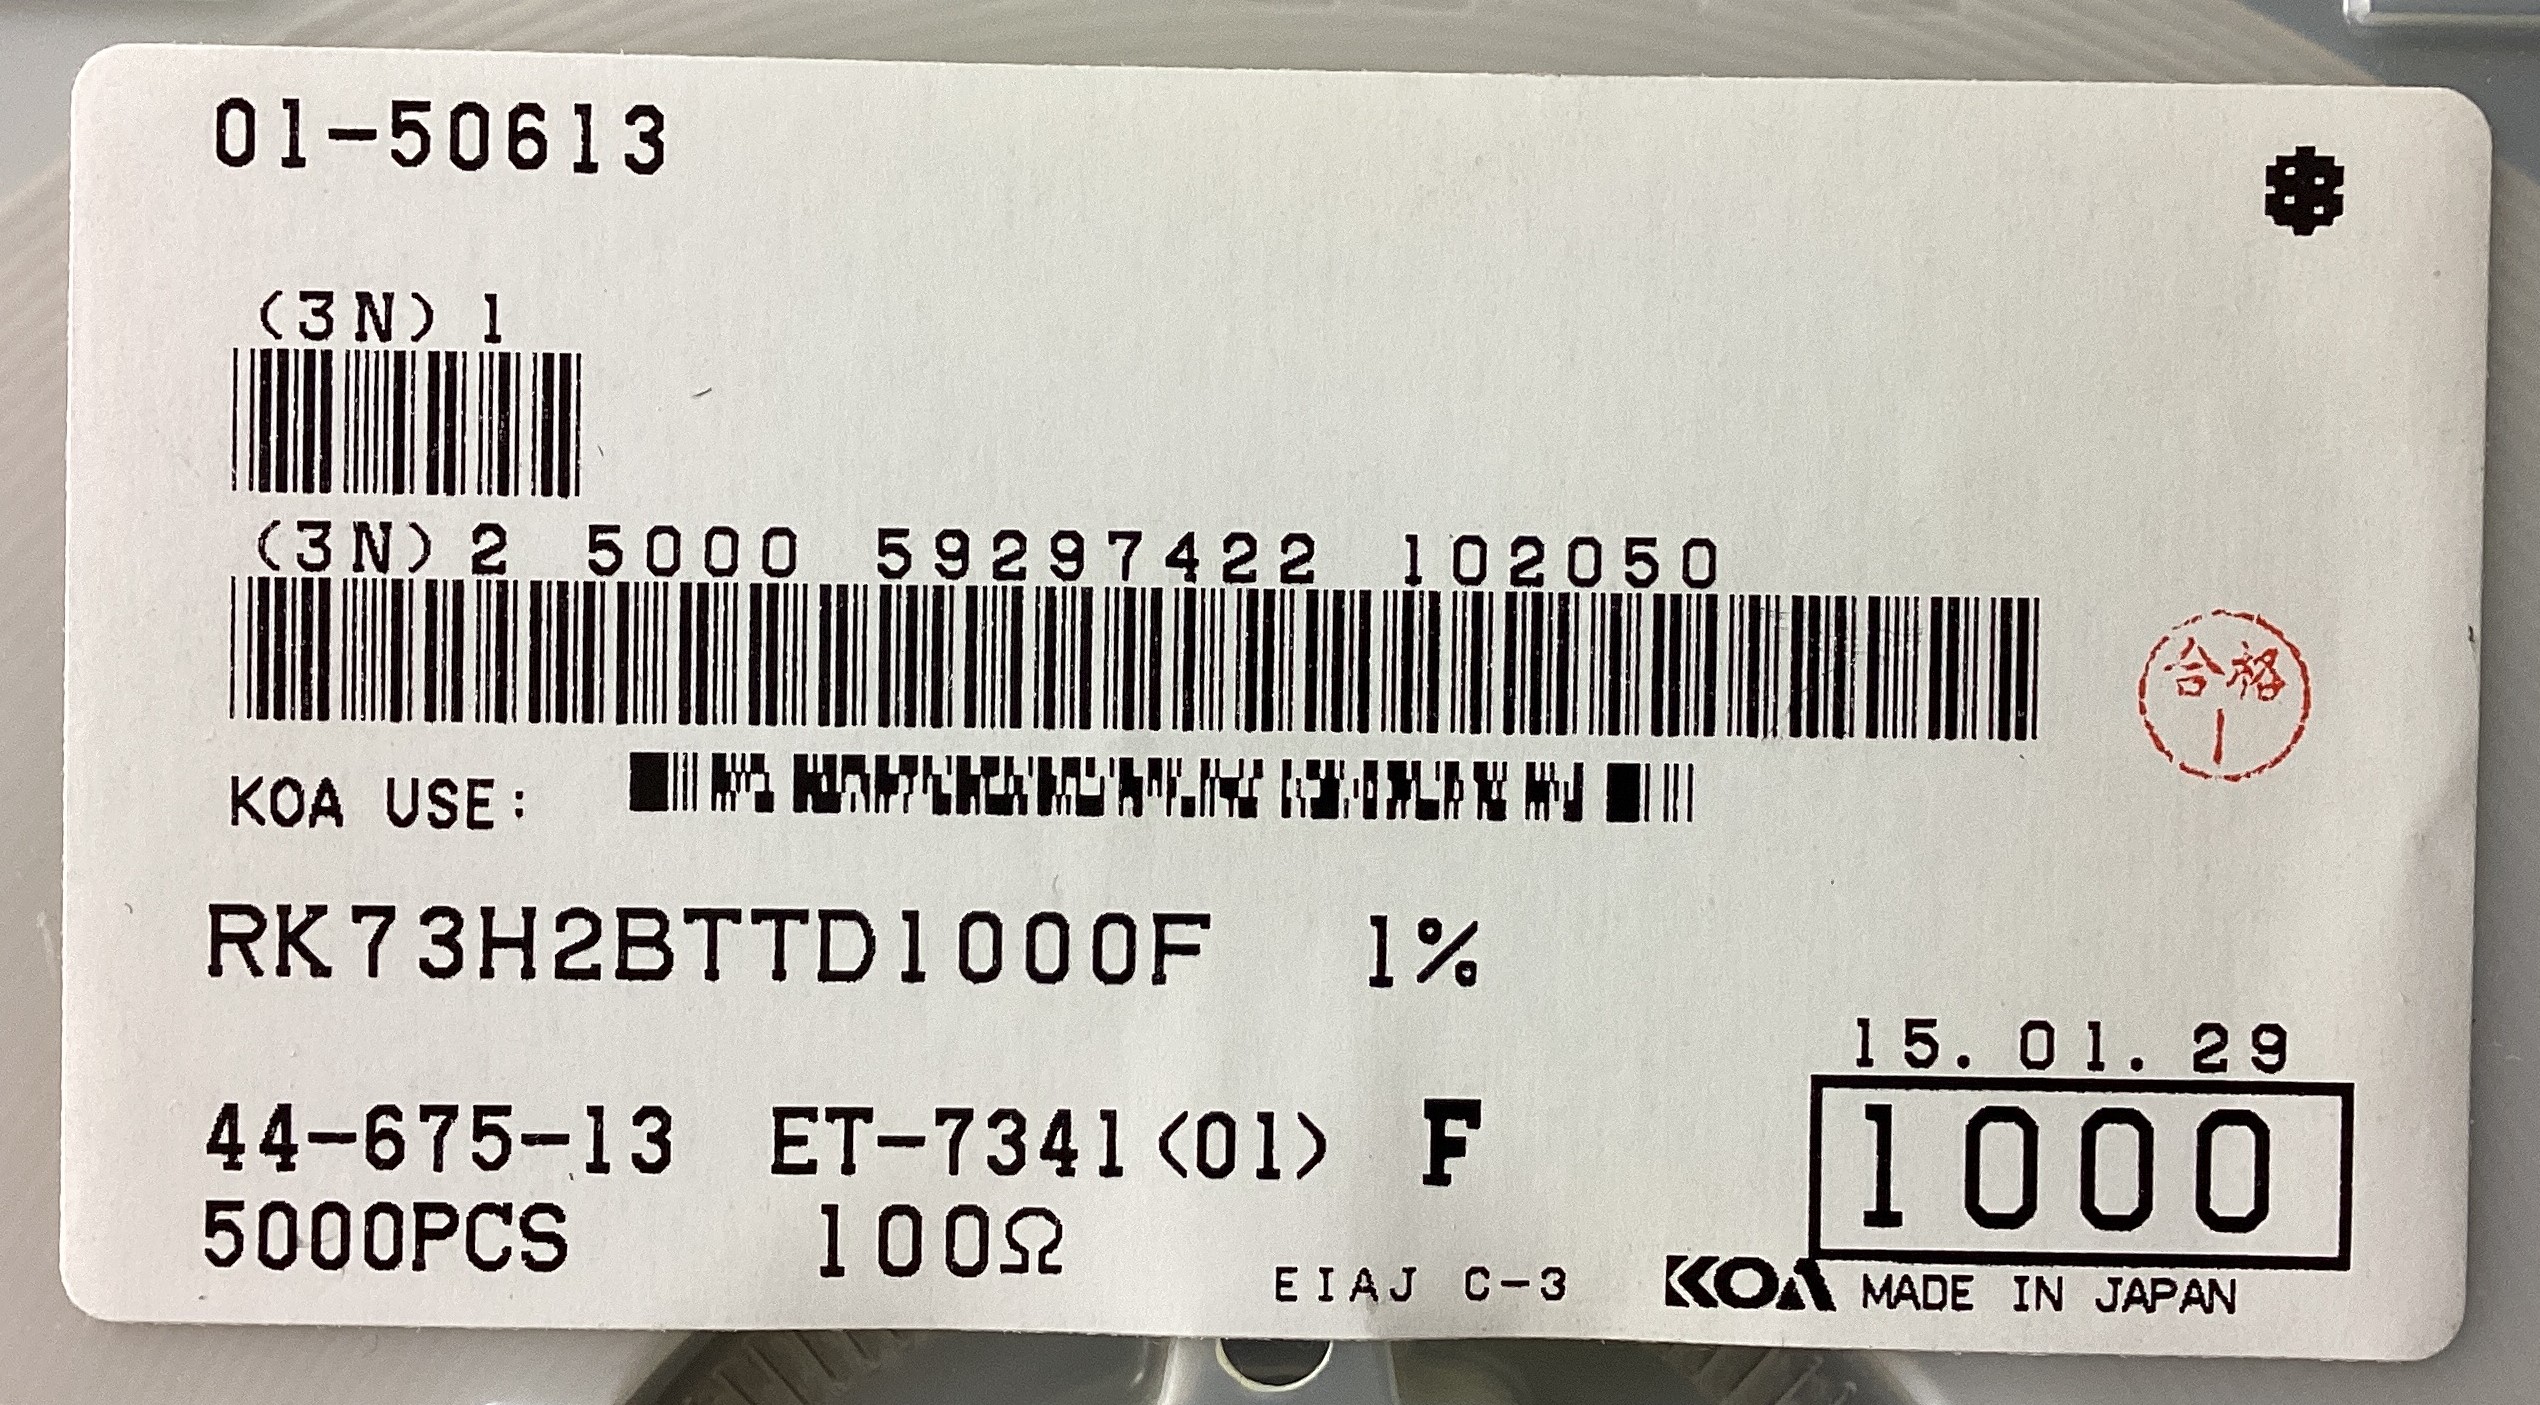 01-50613
(3N) 1
(3N) 2 5000 59297422 102050
合格
1
KOA USE:
RK73H2BTTD1000F 1%
15. 01. 29
44-675-13 ET-7341<01> F 1000
5000PCS 100Ω
EIAJ C-3 KOA MADE IN JAPAN